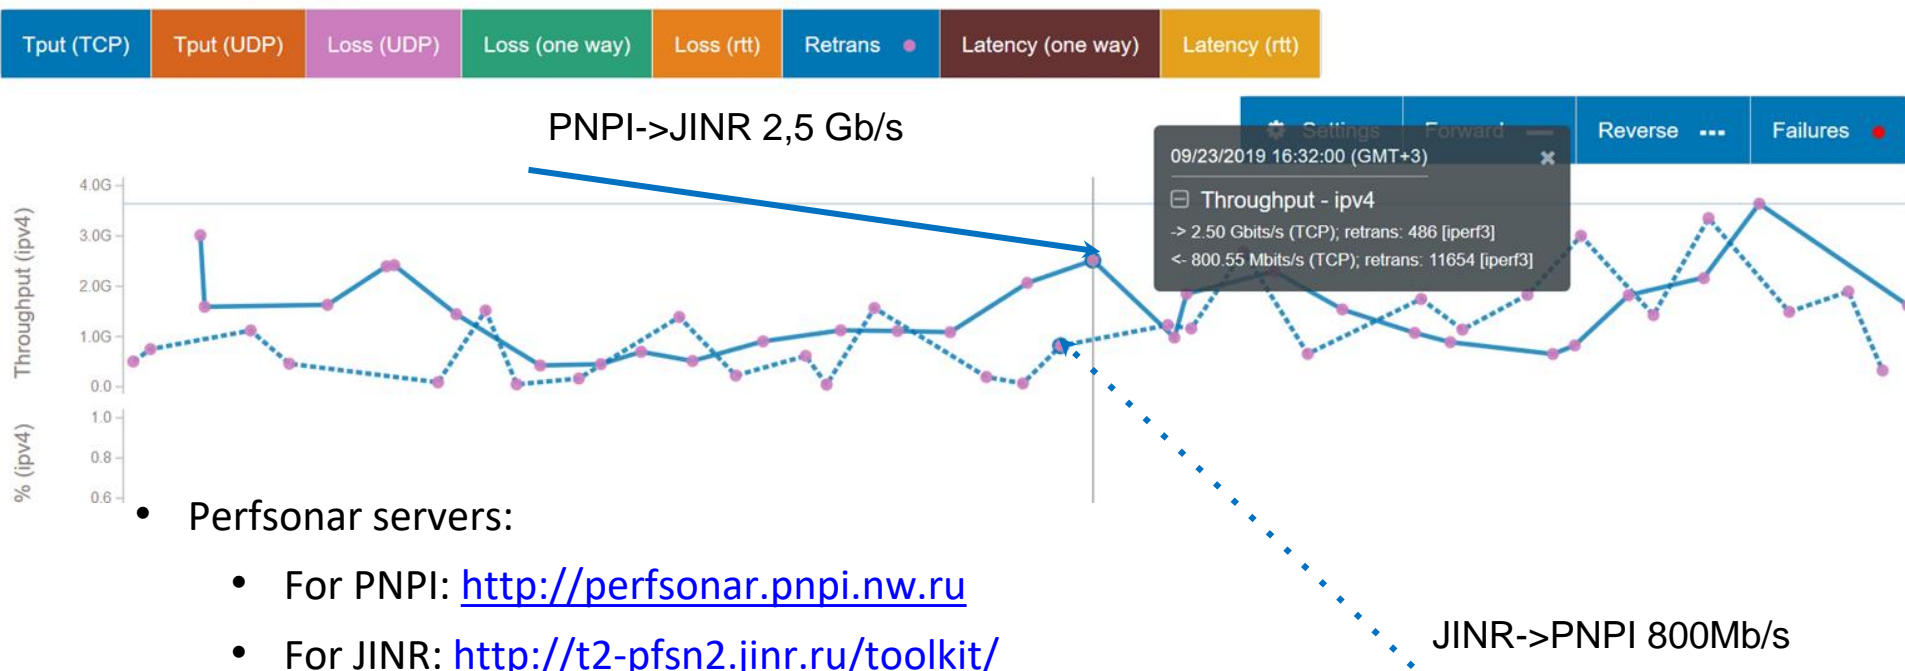 Tput (TCP) Tput (UDP) Loss (UDP) Loss (one way) Loss (rtt) Retrans Latency (one way) Latency (rtt)
PNPI->JINR 2,5 Gb/s
Settings Forward Reverse Failures
09/23/2019 16:32:00 (GMT+3)
Throughput - ipv4
-> 2.50 Gbits/s (TCP); retrans: 486 [iperf3]
<- 800.55 Mbits/s (TCP); retrans: 11654 [iperf3]
Throughput (ipv4)
4.0G
3.0G
2.0G
1.0G
0.0
% (ipv4)
1.0
0.8
0.6
• Perfsonar servers:
• For PNPI: http://perfsonar.pnpi.nw.ru
• For JINR: http://t2-pfsn2.jinr.ru/toolkit/
JINR->PNPI 800Mb/s